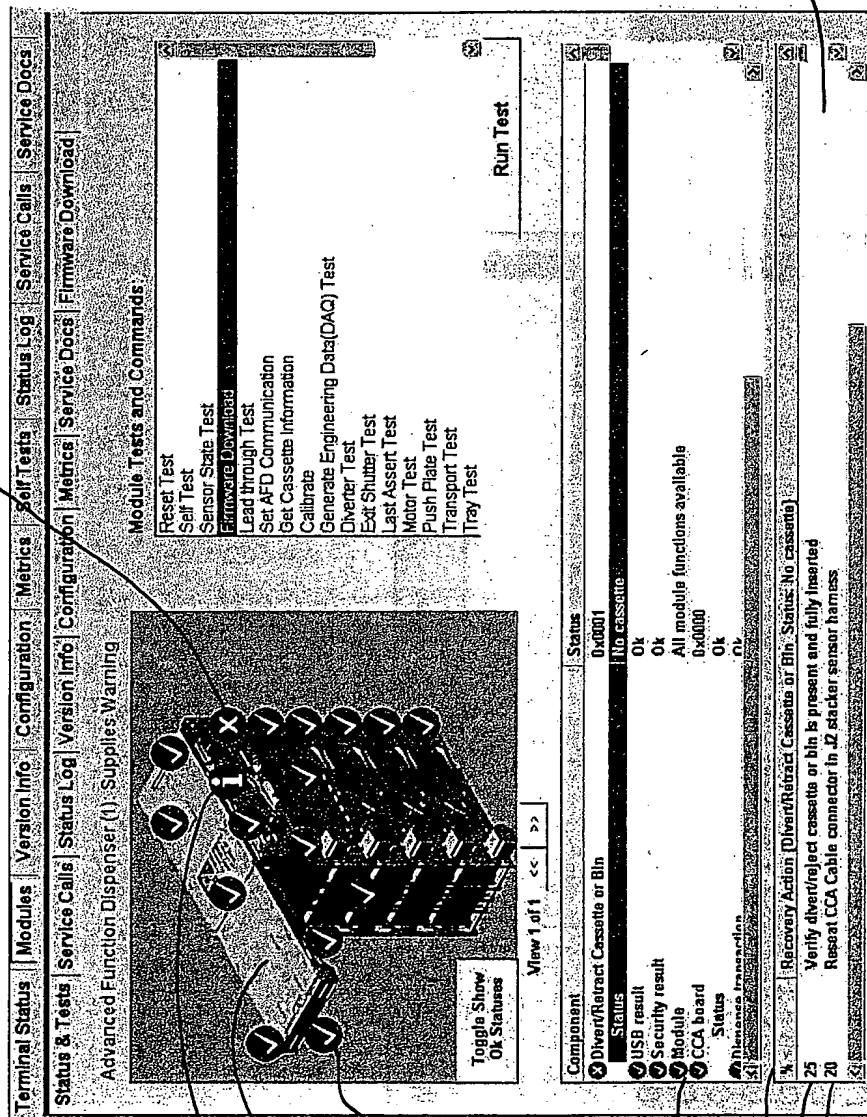 Terminal Status Modules Version Info Configuration Metrics Self Tests Status Log Service Calls Service Docs
Status & Tests Service Calls Status Log Version Info Configuration Metrics Service Docs Firmware Download
Advanced Function Dispenser (1): Supplies Warning
Toggle Show
Ok Statuses
View 1 of 1 << >>
Module Tests and Commands:
Reset Test
Self Test
Sensor State Test
Firmware Download
Lead through Test
Set AFD Communication
Get Cassette Information
Calibrate
Generate Engineering Data(DAQ) Test
Diverter Test
Exit Shutter Test
Last Assert Test
Motor Test
Push Plate Test
Transport Test
Tray Test
Run Test
Component Status
Divert/Retract Cassette or Bin 0x0001
Status No cassette
USB result Ok
Security result Ok
Module All module functions available
CCA board 0x0000
Status Ok
Dispense transaction Ok
% Recovery Action (Divert/Retract Cassette or Bin, Status: No cassette)
25 Verify divert/reject cassette or bin is present and fully inserted
20 Reseat CCA Cable connector in J2 stacker sensor harness